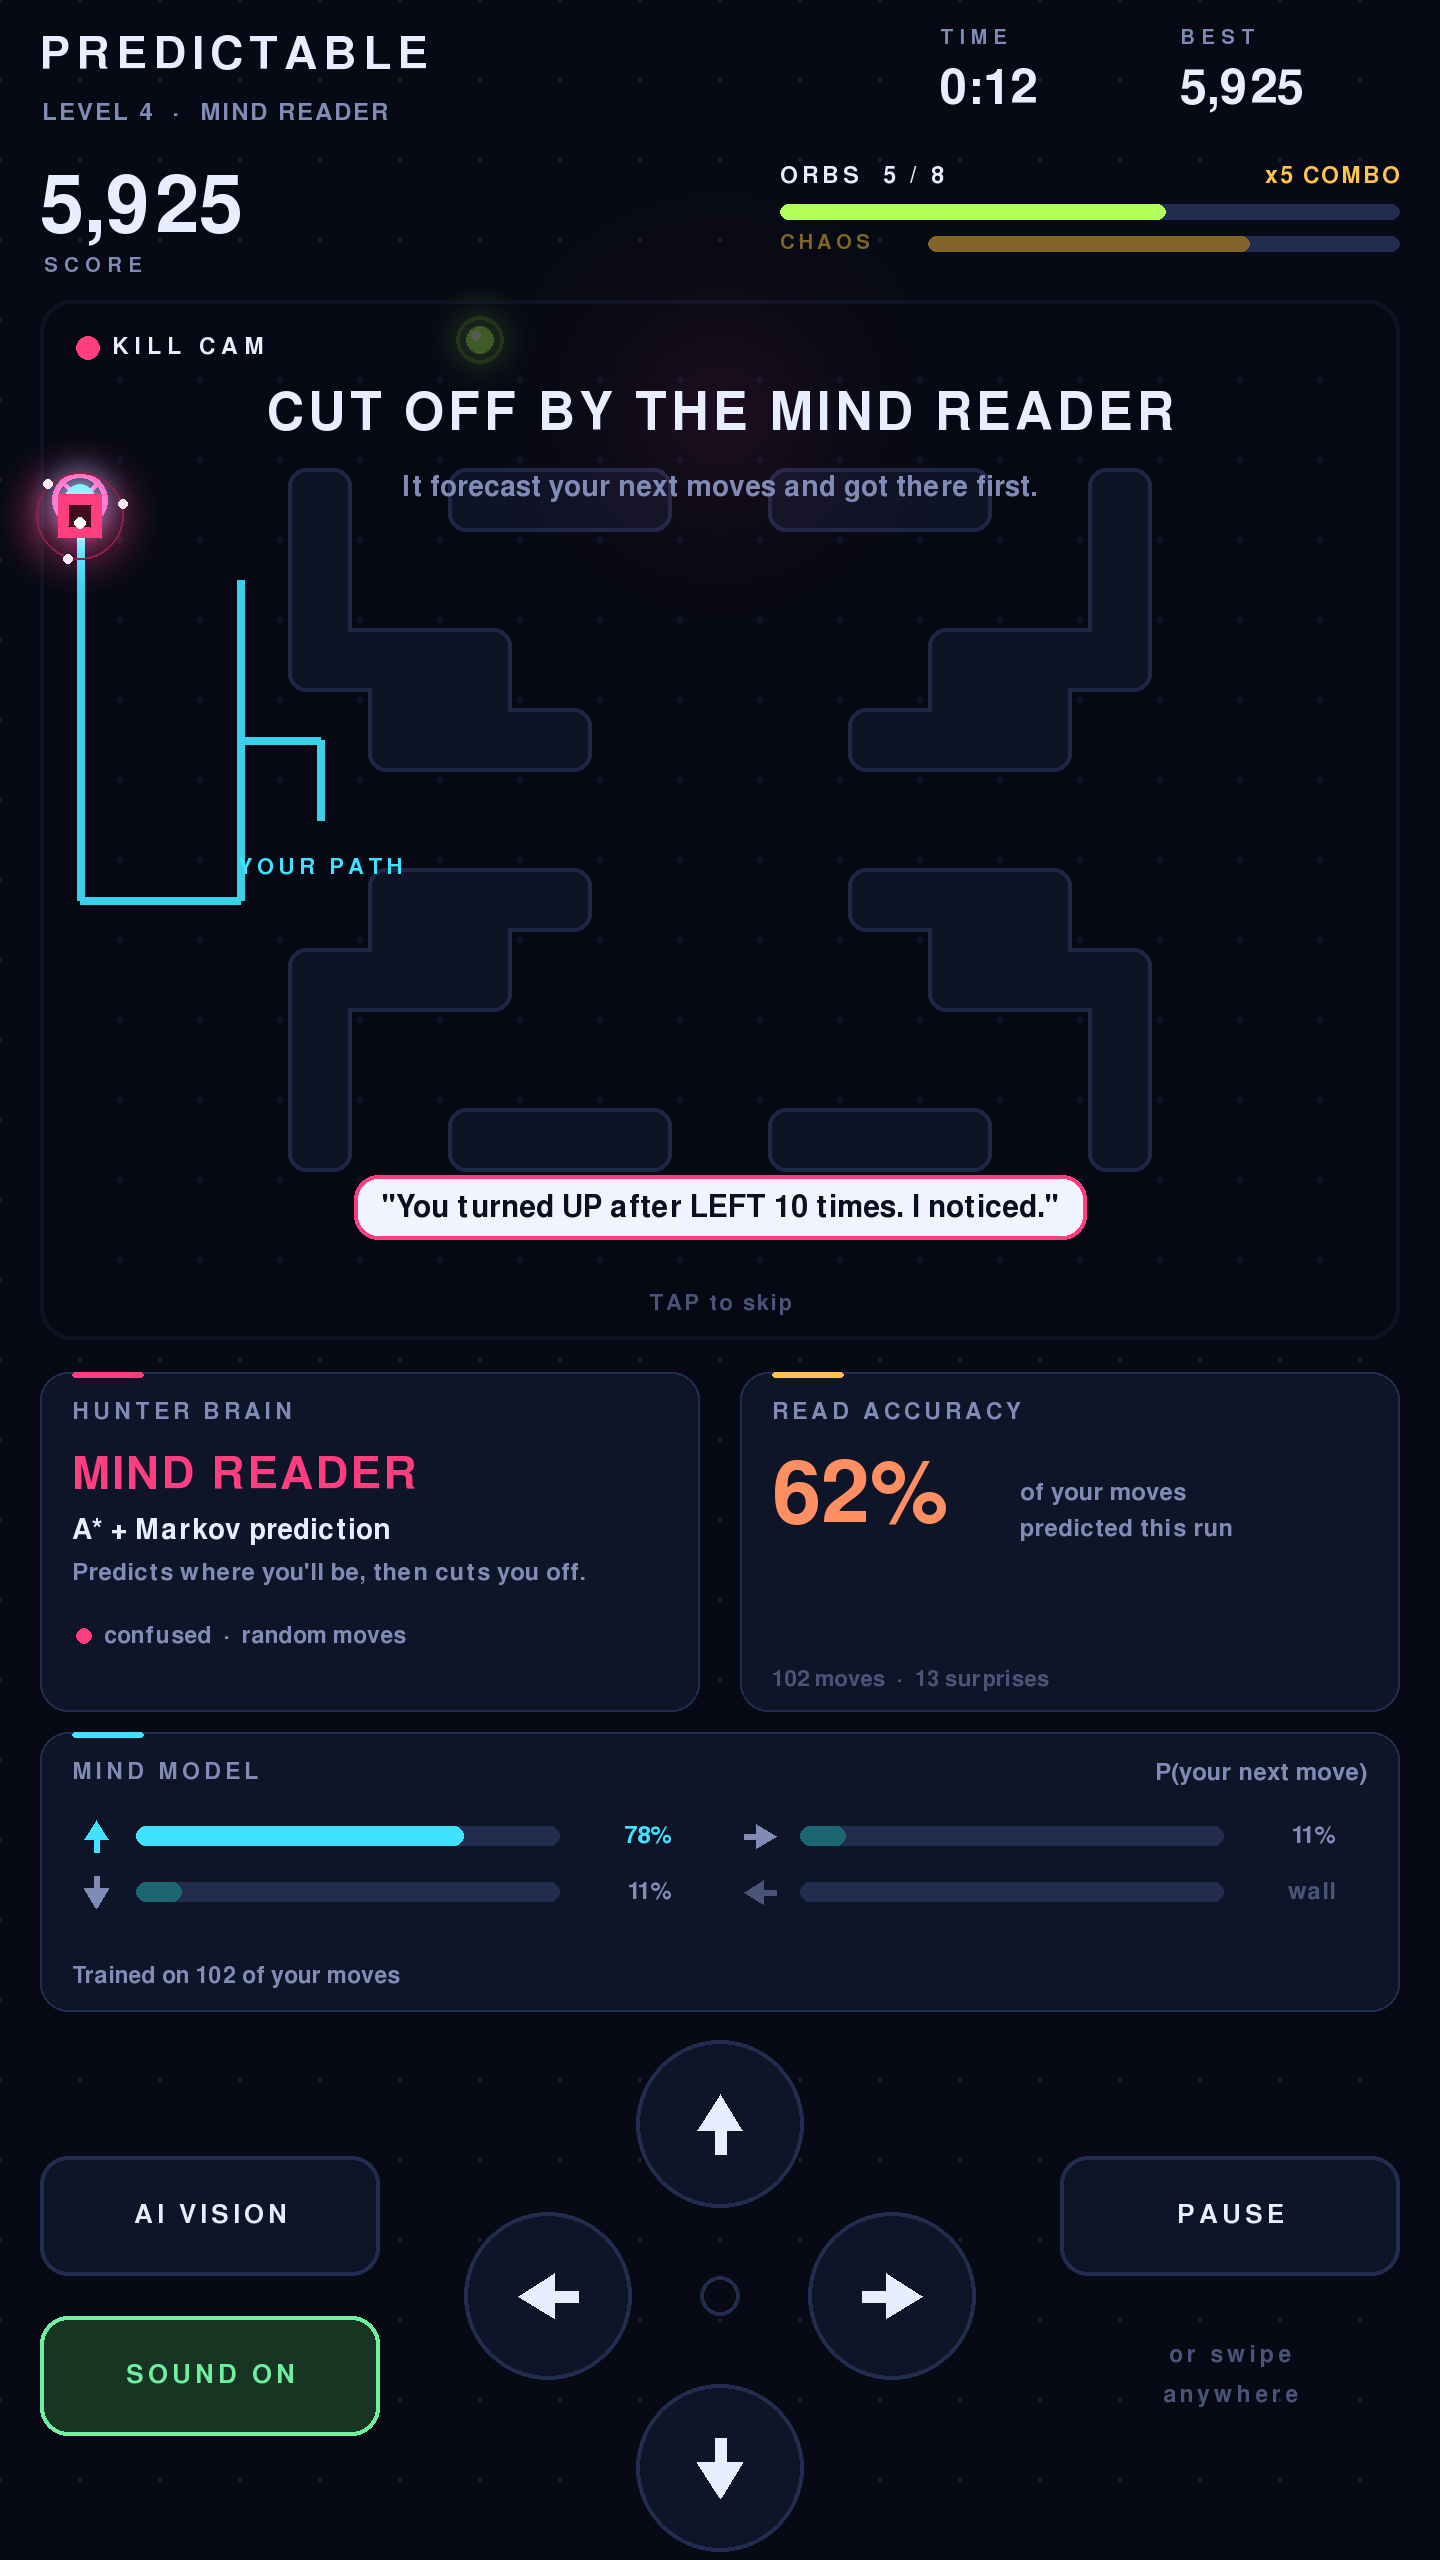 PREDICTABLE
LEVEL 4 · MIND READER
TIME
0:12
BEST
5,925
5,925
SCORE
ORBS 5 / 8
x5 COMBO
CHAOS
KILL CAM
CUT OFF BY THE MIND READER
It forecast your next moves and got there first.
YOUR PATH
"You turned UP after LEFT 10 times. I noticed."
TAP to skip
HUNTER BRAIN
MIND READER
A* + Markov prediction
Predicts where you'll be, then cuts you off.
confused · random moves
READ ACCURACY
62%
of your moves
predicted this run
102 moves · 13 surprises
MIND MODEL
P(your next move)
78%
11%
11%
wall
Trained on 102 of your moves
AI VISION
SOUND ON
PAUSE
or swipe
anywhere